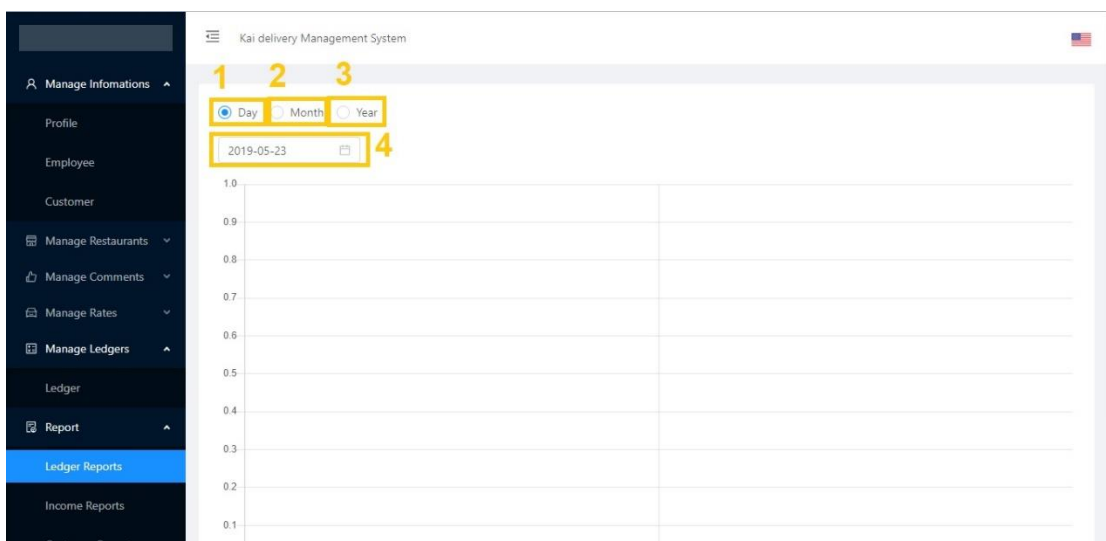 Kai delivery Management System
Manage Infomations
Profile
Employee
Customer
Manage Restaurants
Manage Comments
Manage Rates
Manage Ledgers
Ledger
Report
Ledger Reports
Income Reports
1 2 3
Day Month Year
2019-05-23 4
1.0
0.9
0.8
0.7
0.6
0.5
0.4
0.3
0.2
0.1